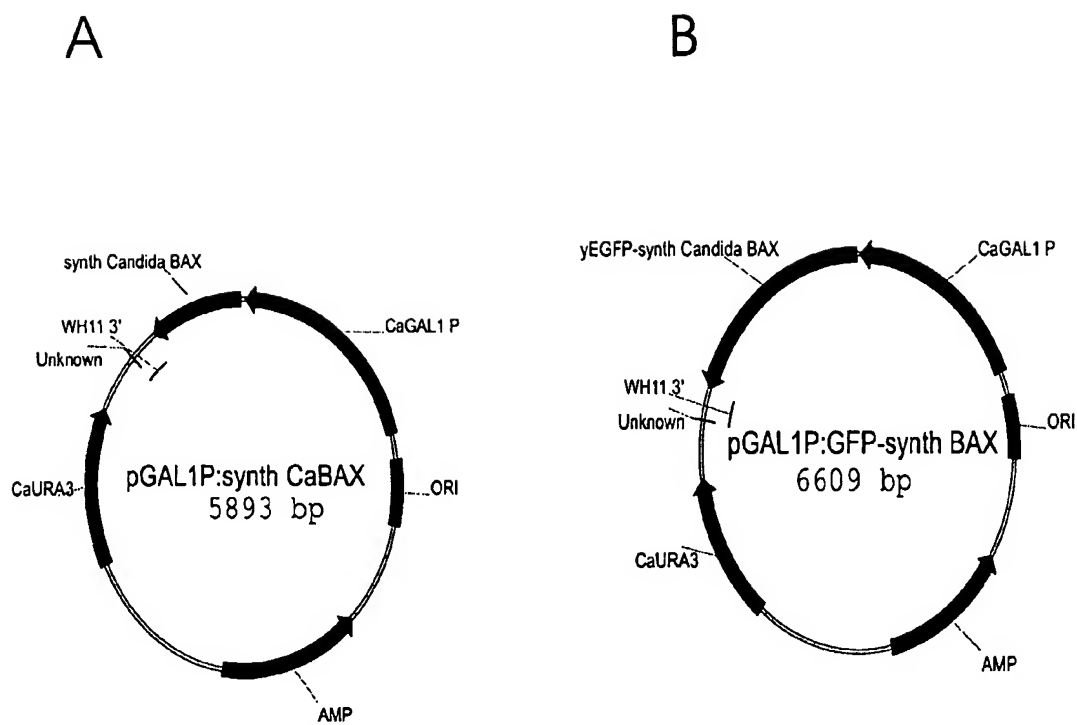 A
synth Candida BAX
WH11 3'
Unknown
CaGAL1 P
CaURA3
pGAL1P:synth CaBAX
5893 bp
ORI
AMP
B
yEGFP-synth Candida BAX
CaGAL1 P
WH11 3'
Unknown
ORI
pGAL1P:GFP-synth BAX
6609 bp
CaURA3
AMP